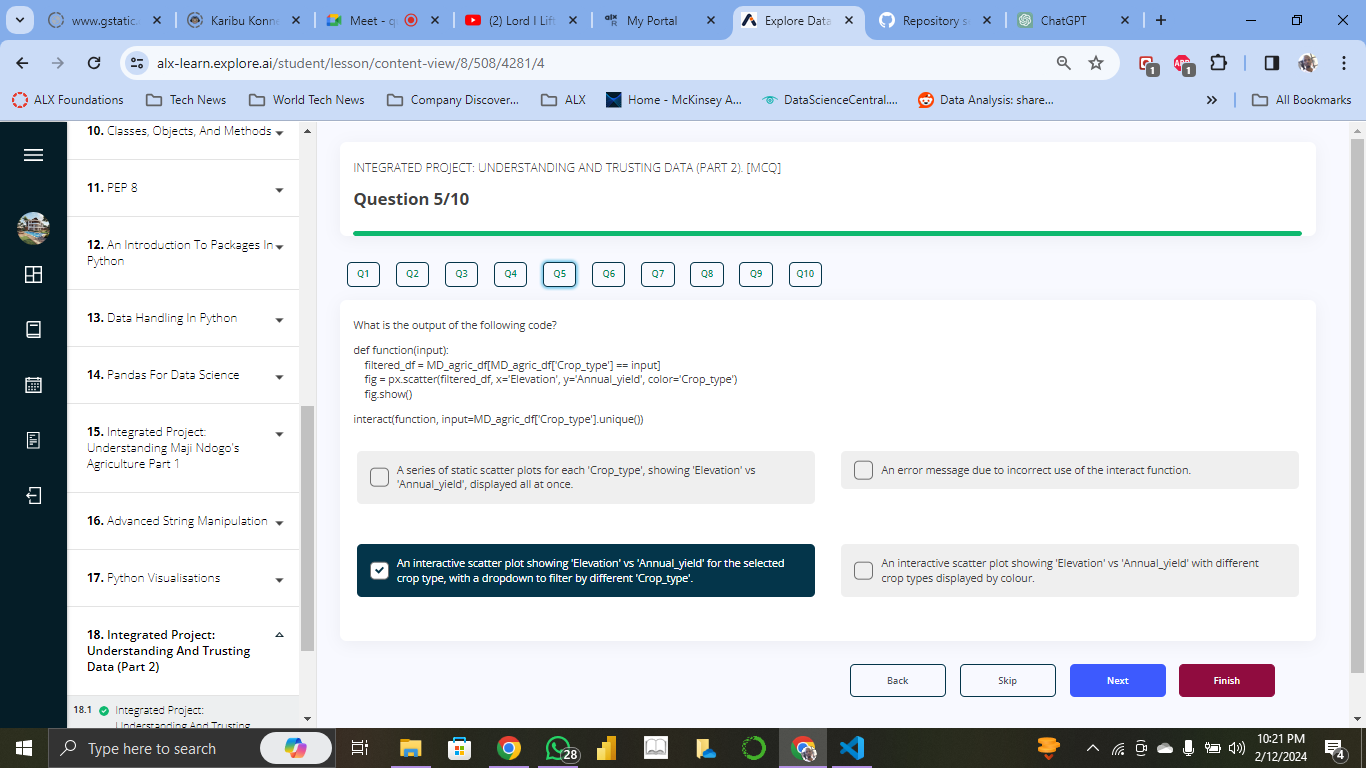 www.gstatic.
Karibu Konne
Meet - q
(2) Lord I Lift
My Portal
Explore Data
Repository s
ChatGPT
alx-learn.explore.ai/student/lesson/content-view/8/508/4281/4
1
1
ALX Foundations
Tech News
World Tech News
Company Discover...
ALX
Home - McKinsey A...
DataScienceCentral....
Data Analysis: share...
»
All Bookmarks
10. Classes, Objects, And Methods
11. PEP 8
12. An Introduction To Packages In
Python
13. Data Handling In Python
14. Pandas For Data Science
15. Integrated Project:
Understanding Maji Ndogo's
Agriculture Part 1
16. Advanced String Manipulation
17. Python Visualisations
18. Integrated Project:
Understanding And Trusting
Data (Part 2)
18.1 Integrated Project:
Understanding And Trusting
INTEGRATED PROJECT: UNDERSTANDING AND TRUSTING DATA (PART 2). [MCQ]
Question 5/10
Q1 Q2 Q3 Q4 Q5 Q6 Q7 Q8 Q9 Q10
What is the output of the following code?
def function(input):
filtered_df = MD_agric_df[MD_agric_df['Crop_type'] == input]
fig = px.scatter(filtered_df, x='Elevation', y='Annual_yield', color='Crop_type')
fig.show()
interact(function, input=MD_agric_df['Crop_type'].unique())
A series of static scatter plots for each 'Crop_type', showing 'Elevation' vs
'Annual_yield', displayed all at once.
An error message due to incorrect use of the interact function.
An interactive scatter plot showing 'Elevation' vs 'Annual_yield' for the selected
crop type, with a dropdown to filter by different 'Crop_type'.
An interactive scatter plot showing 'Elevation' vs 'Annual_yield' with different
crop types displayed by colour.
Back
Skip
Next
Finish
Type here to search
28
10:21 PM
2/12/2024
4